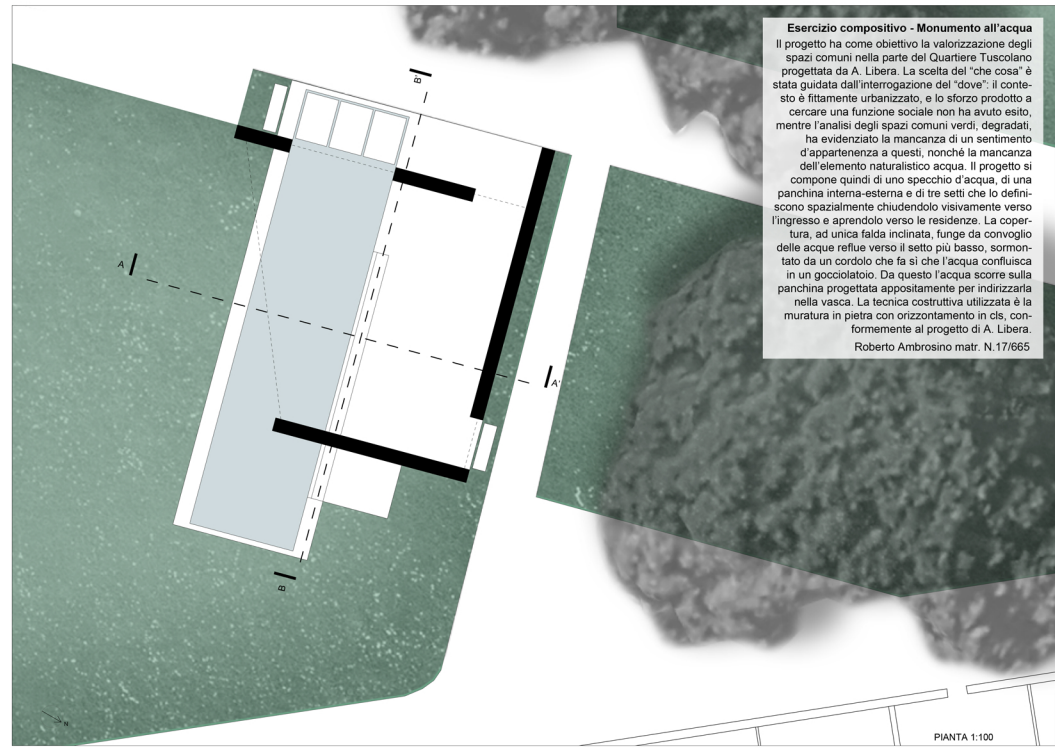 Esercizio compositivo - Monumento all'acqua
Il progetto ha come obiettivo la valorizzazione degli
spazi comuni nella parte del Quartiere Tuscolano
progettata da A. Libera. La scelta del “che cosa” è
stata guidata dall’interrogazione del “dove”: il conte-
sto è fittamente urbanizzato, e lo sforzo prodotto a
cercare una funzione sociale non ha avuto esito,
mentre l’analisi degli spazi comuni verdi, degradati,
ha evidenziato la mancanza di un sentimento
d’appartenenza a questi, nonché la mancanza
dell’elemento naturalistico acqua. Il progetto si
compone quindi di uno specchio d’acqua, di una
panchina interna-esterna e di tre setti che lo defini-
scono spazialmente chiudendolo visivamente verso
l’ingresso e aprendolo verso le residenze. La coper-
tura, ad unica falda inclinata, funge da convoglio
delle acque reflue verso il setto più basso, sormon-
tato da un cordolo che fa sì che l’acqua confluisca
in un gocciolatoio. Da questo l’acqua scorre sulla
panchina progettata appositamente per indirizzarla
nella vasca. La tecnica costruttiva utilizzata è la
muratura in pietra con orizzontamento in cls, con-
formemente al progetto di A. Libera.
Roberto Ambrosino matr. N.17/665
B'
A
A'
B
N
PIANTA 1:100